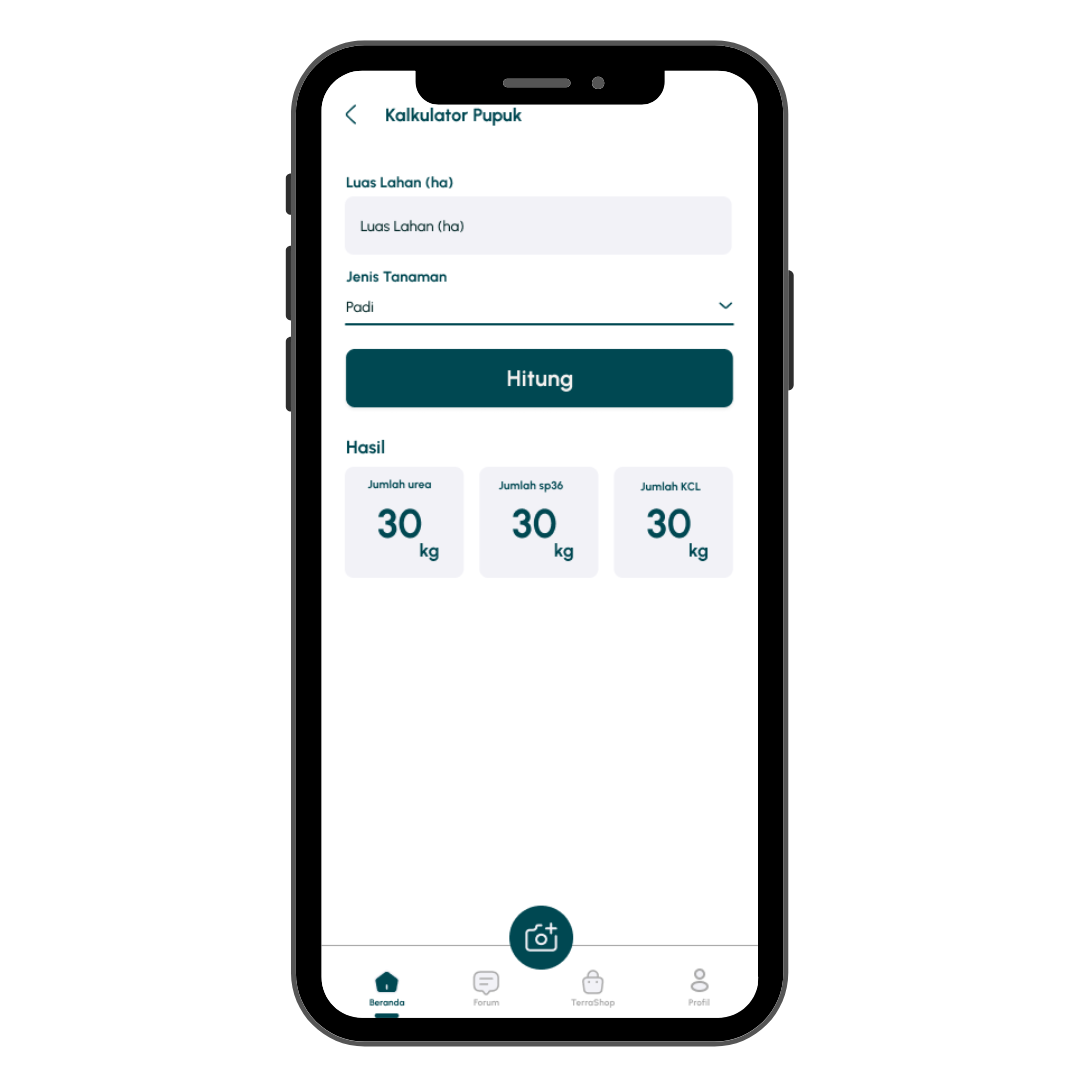 Kalkulator Pupuk
Luas Lahan (ha)
Luas Lahan (ha)
Jenis Tanaman
Padi
Hitung
Hasil
Jumlah urea
30
kg
Jumlah sp36
30
kg
Jumlah KCL
30
kg
Beranda
Forum
TerraShop
Profil